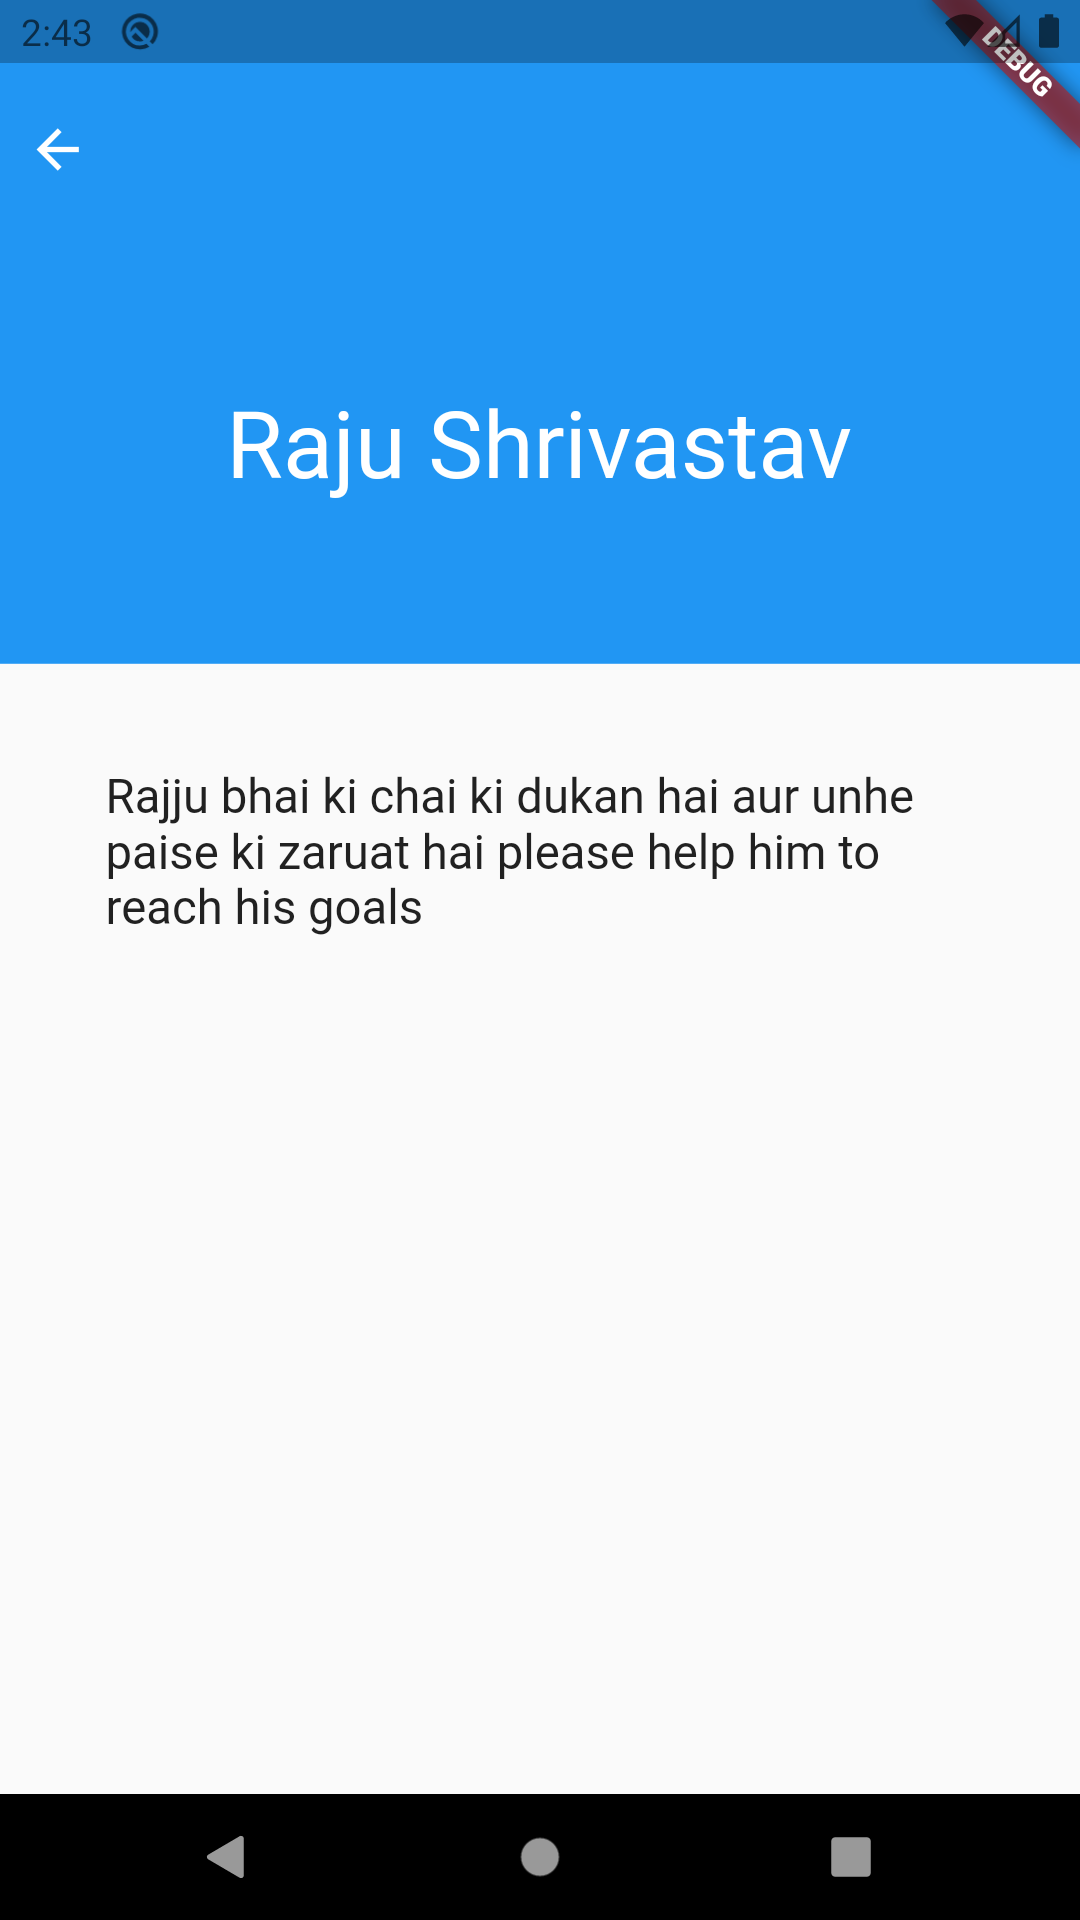 2:43
DEBUG
Raju Shrivastav
Rajju bhai ki chai ki dukan hai aur unhe
paise ki zaruat hai please help him to
reach his goals